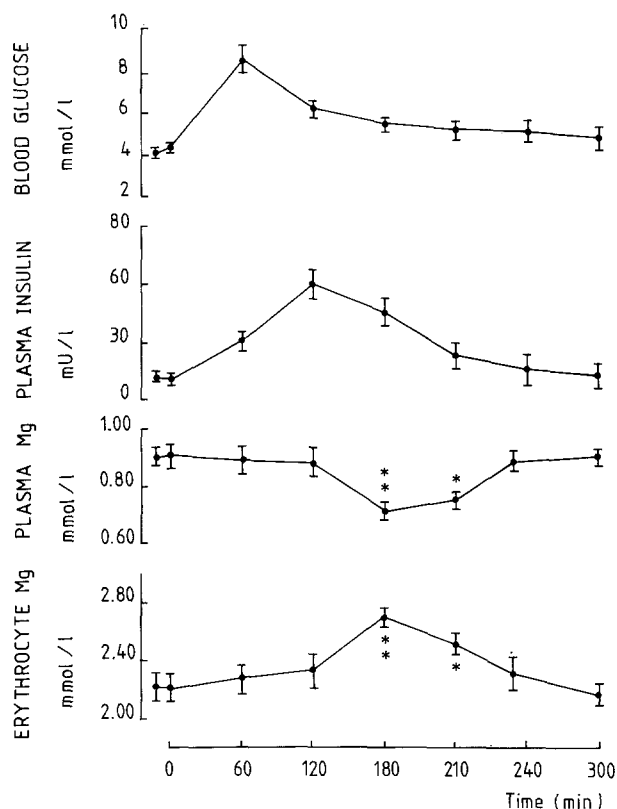 BLOOD GLUCOSE
mmol/l
10
8
6
4
2
PLASMA INSULIN
mU/l
80
60
30
0
PLASMA Mg
mmol/l
1.00
0.80
0.60
*
*
*
ERYTHROCYTE Mg
mmol/l
2.80
2.40
2.00
*
*
*
0 60 120 180 210 240 300
Time (min)